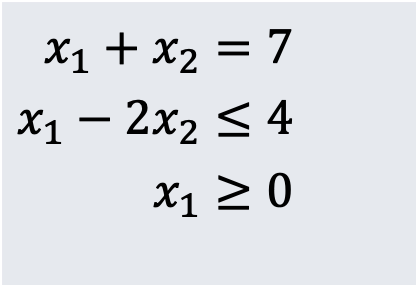 x₁ + x₂ = 7
x₁ − 2x₂ ≤ 4
x₁ ≥ 0